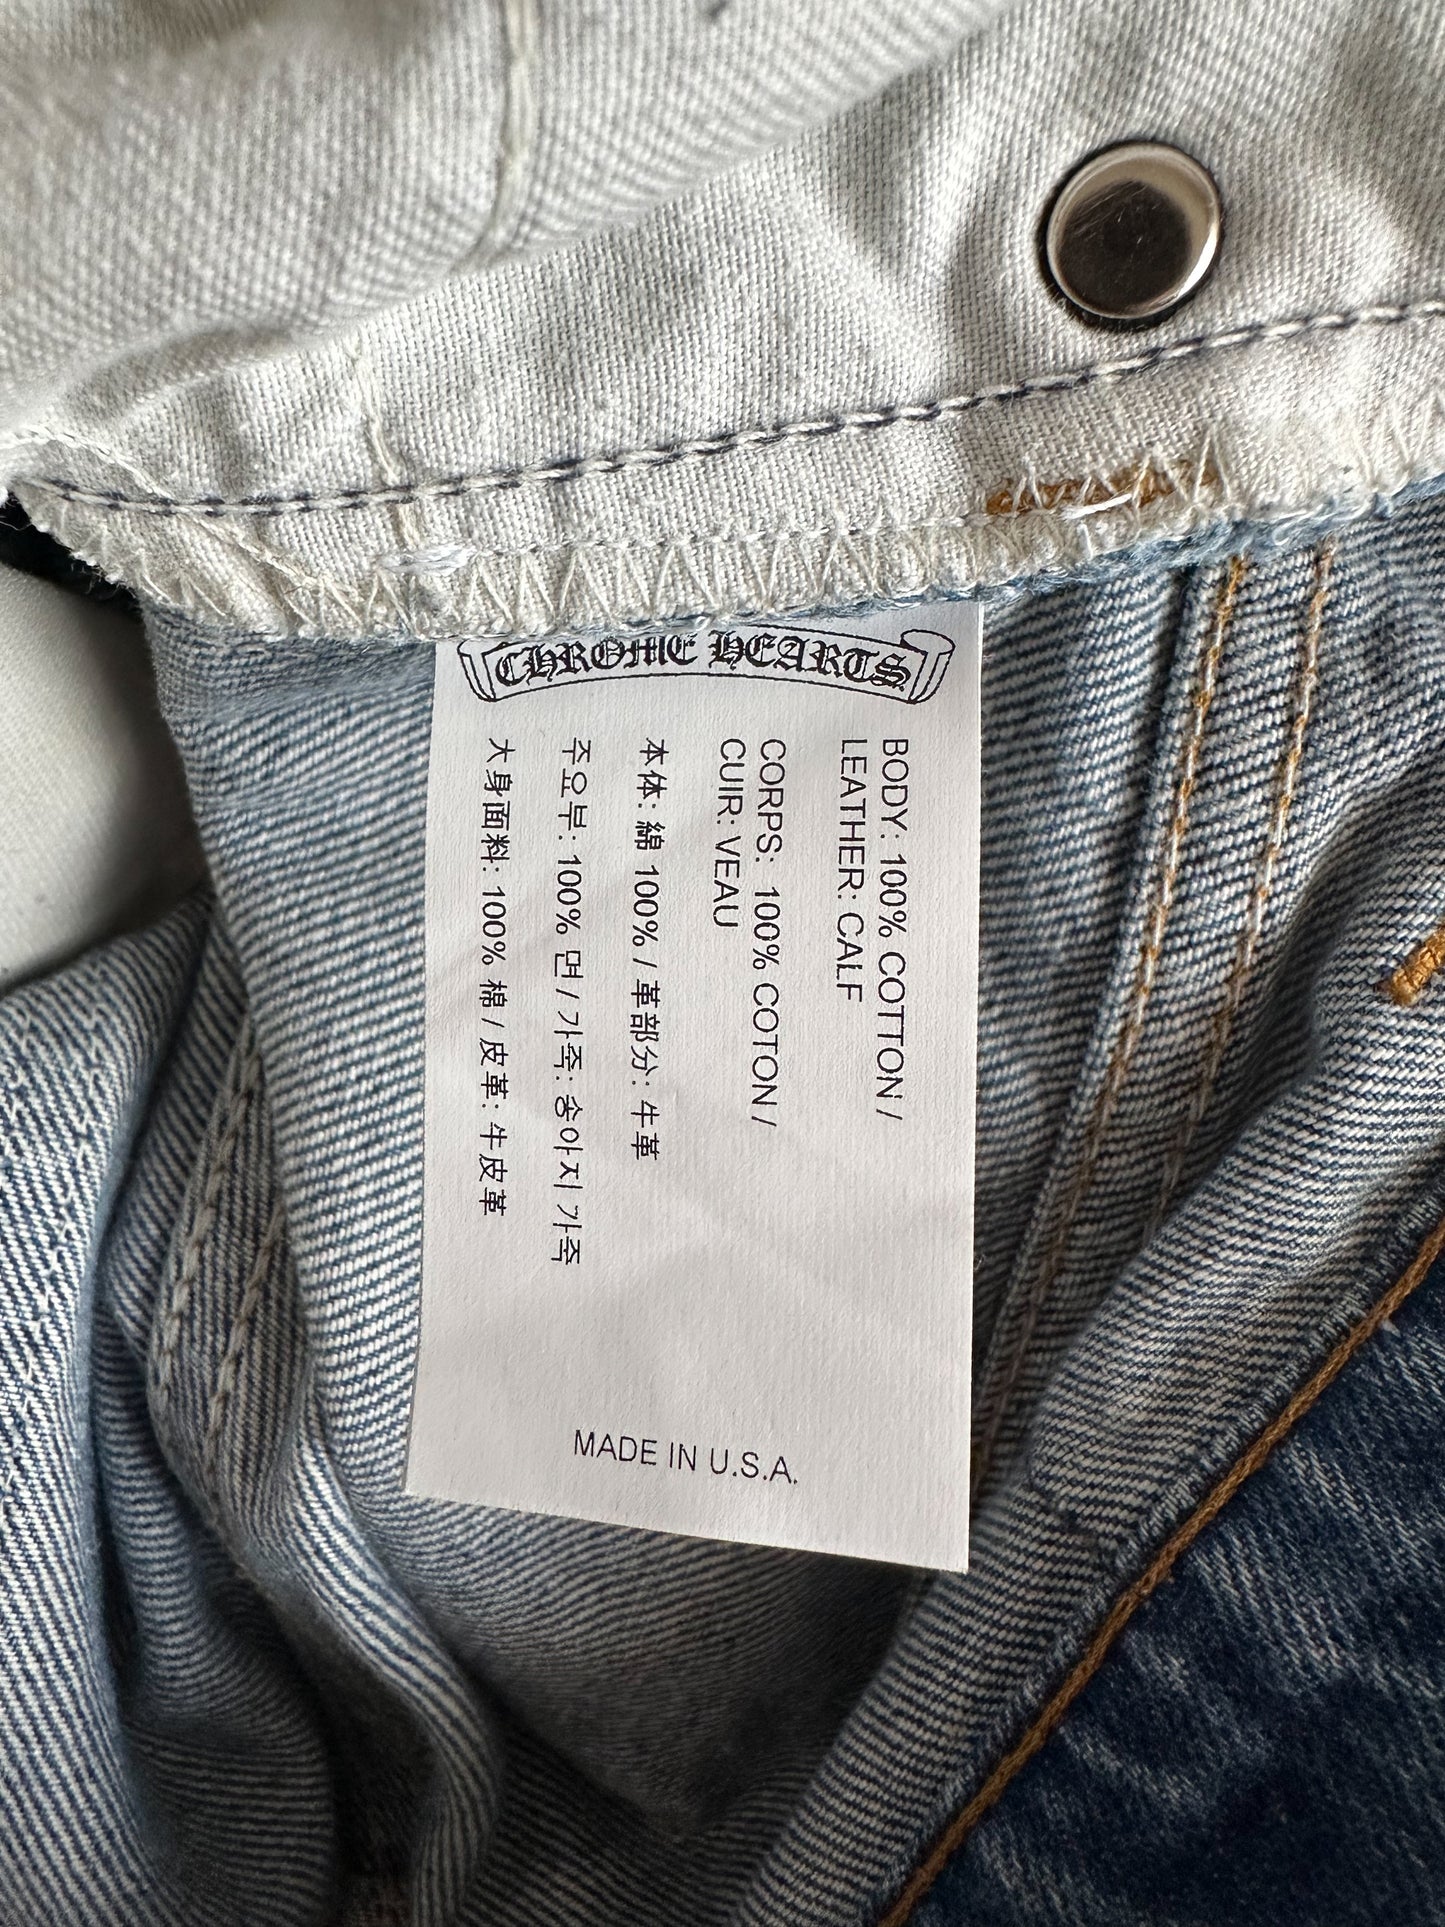 CHROME HEARTS
BODY: 100% COTTON /
LEATHER: CALF
CORPS: 100% COTON /
CUIR: VEAU
本体: 綿 100% / 革部分: 牛革
주요부: 100% 면 / 가죽: 송아지 가죽
大身面料: 100% 棉 / 皮革: 牛皮革
MADE IN U.S.A.